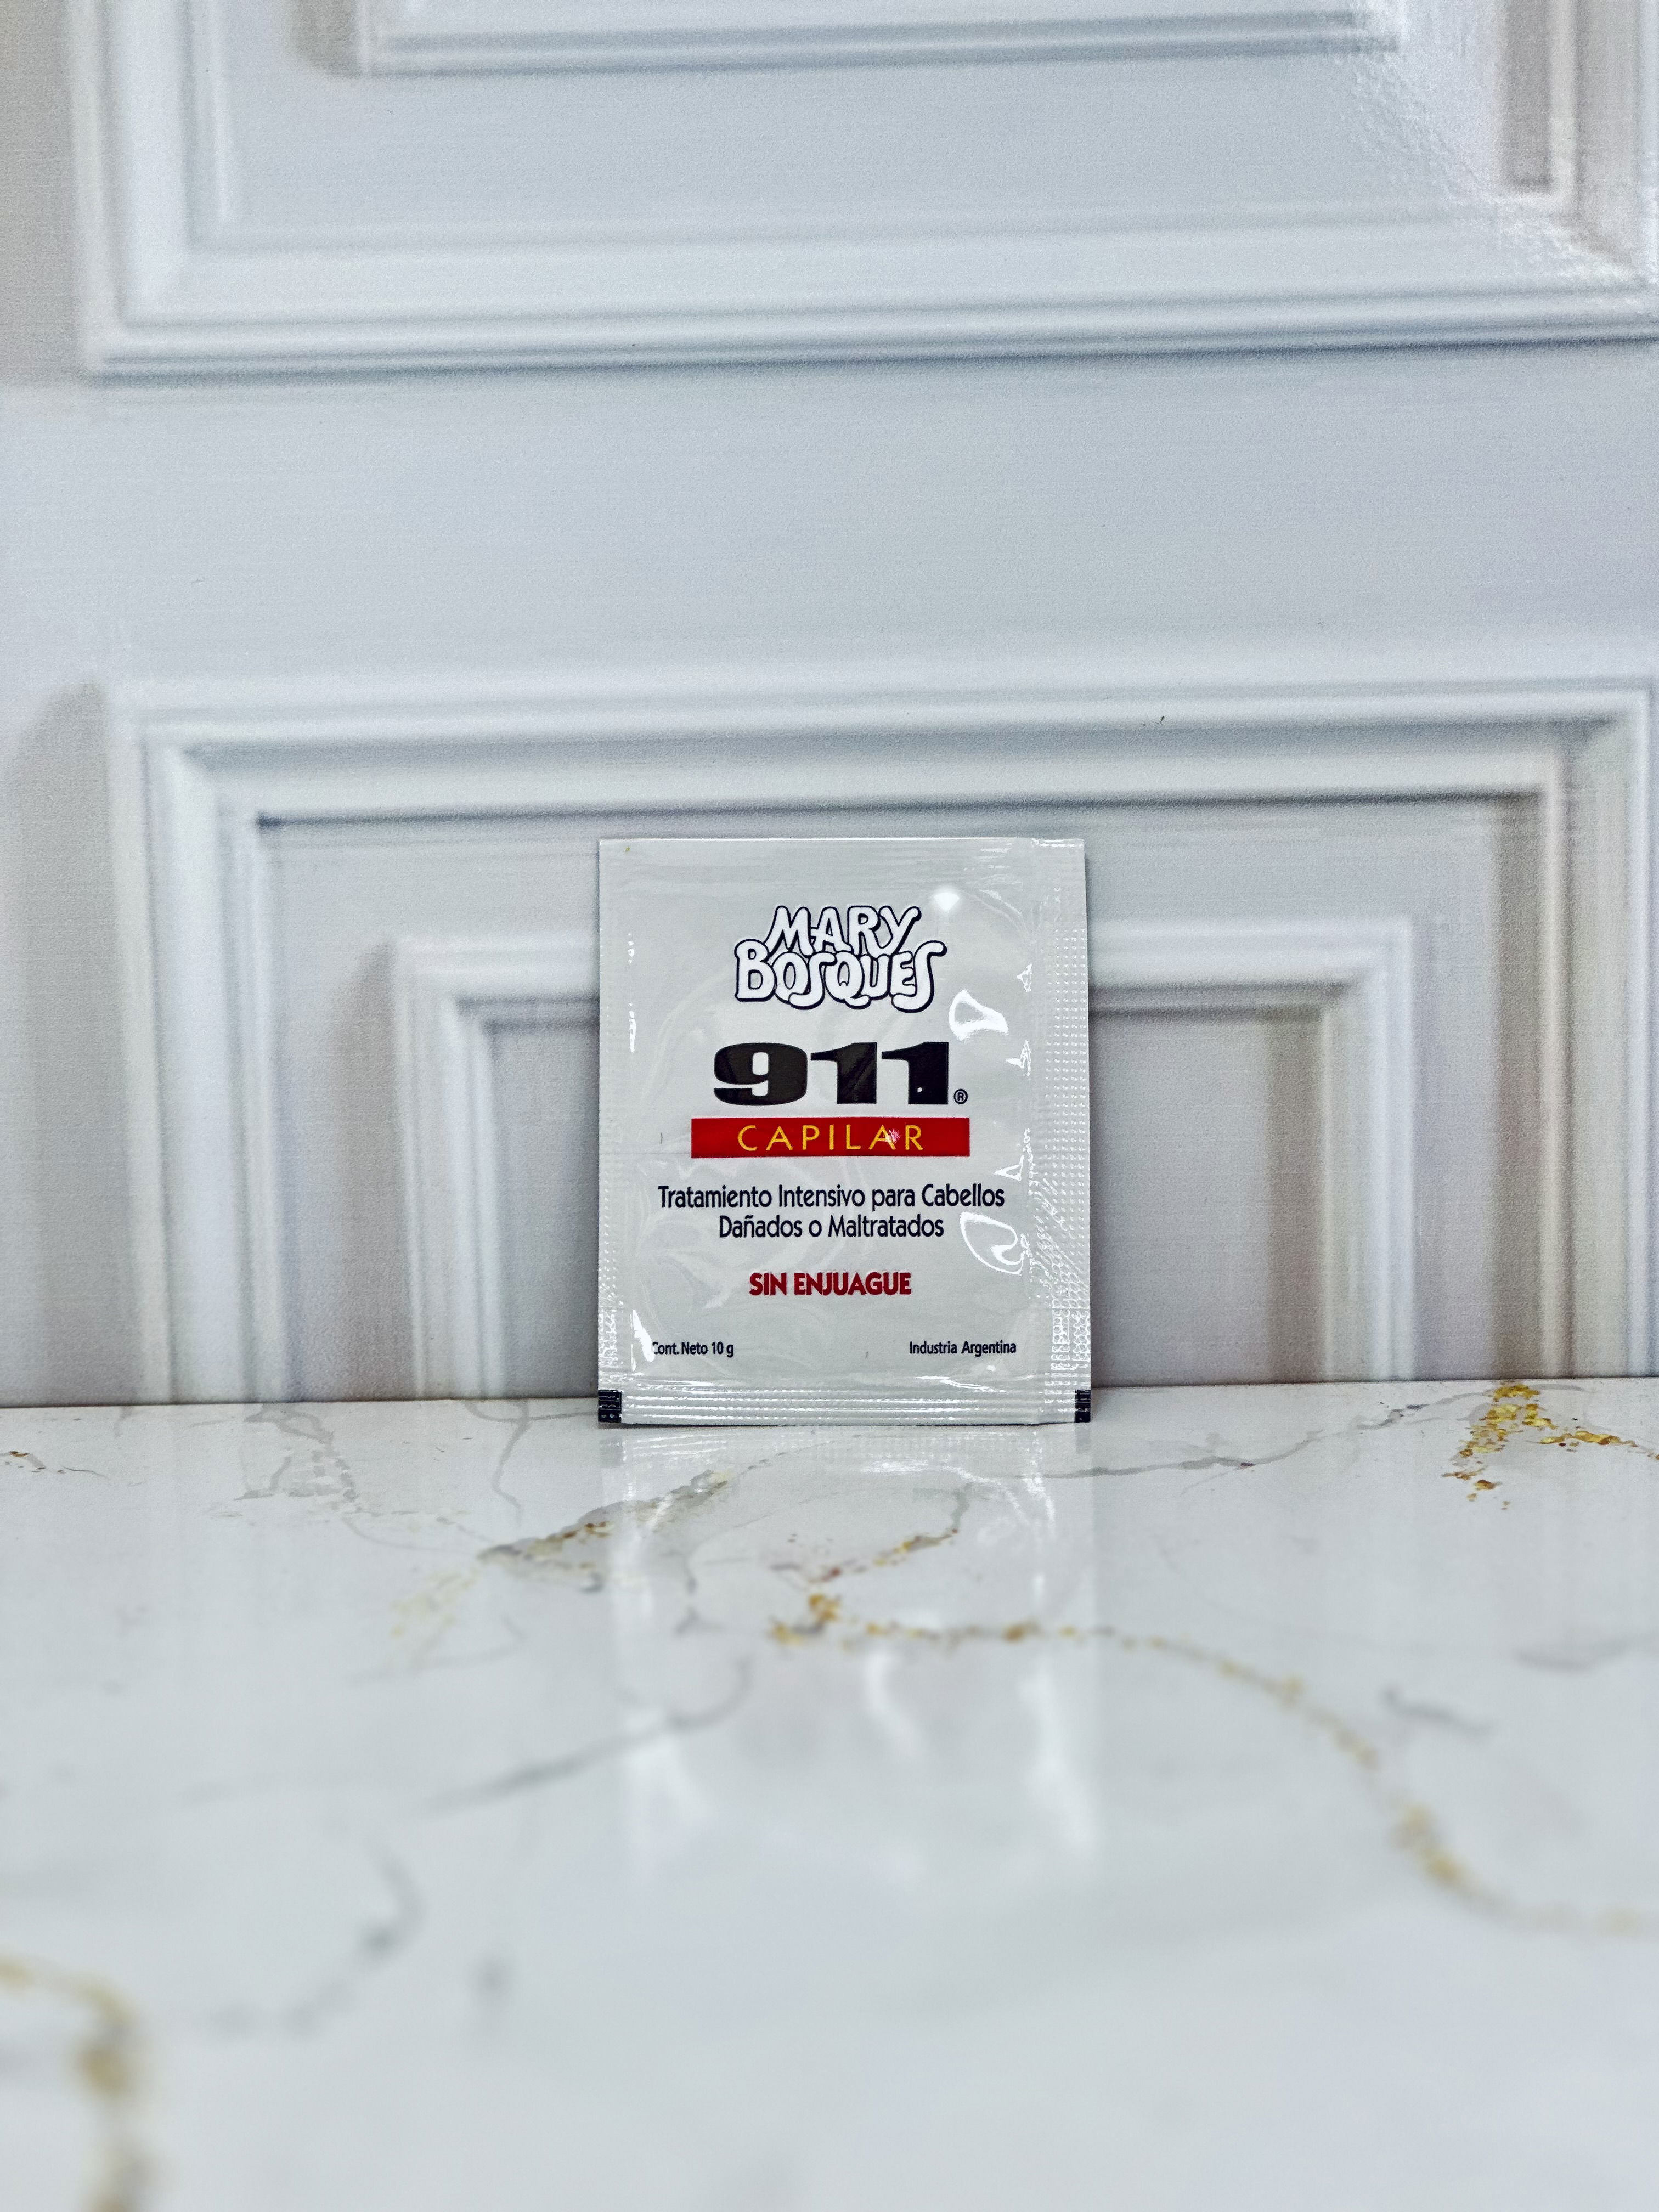 MARY
BOSQUES
911®
CAPILAR
Tratamiento Intensivo para Cabellos
Dañados o Maltratados
SIN ENJUAGUE
Cont. Neto 10 g
Industria Argentina